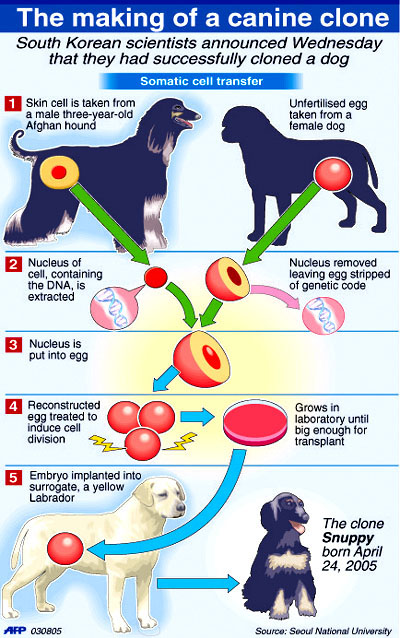 The making of a canine clone
South Korean scientists announced Wednesday
that they had successfully cloned a dog
Somatic cell transfer
1
Skin cell is taken from
a male three-year-old
Afghan hound
Unfertilised egg
taken from a
female dog
2
Nucleus of
cell, containing
the DNA, is
extracted
Nucleus removed
leaving egg stripped
of genetic code
3
Nucleus is
put into egg
4
Reconstructed
egg treated to
induce cell
division
Grows in
laboratory until
big enough for
transplant
5
Embryo implanted into
surrogate, a yellow
Labrador
The clone
Snuppy
born April
24, 2005
AFP 030805
Source: Seoul National University